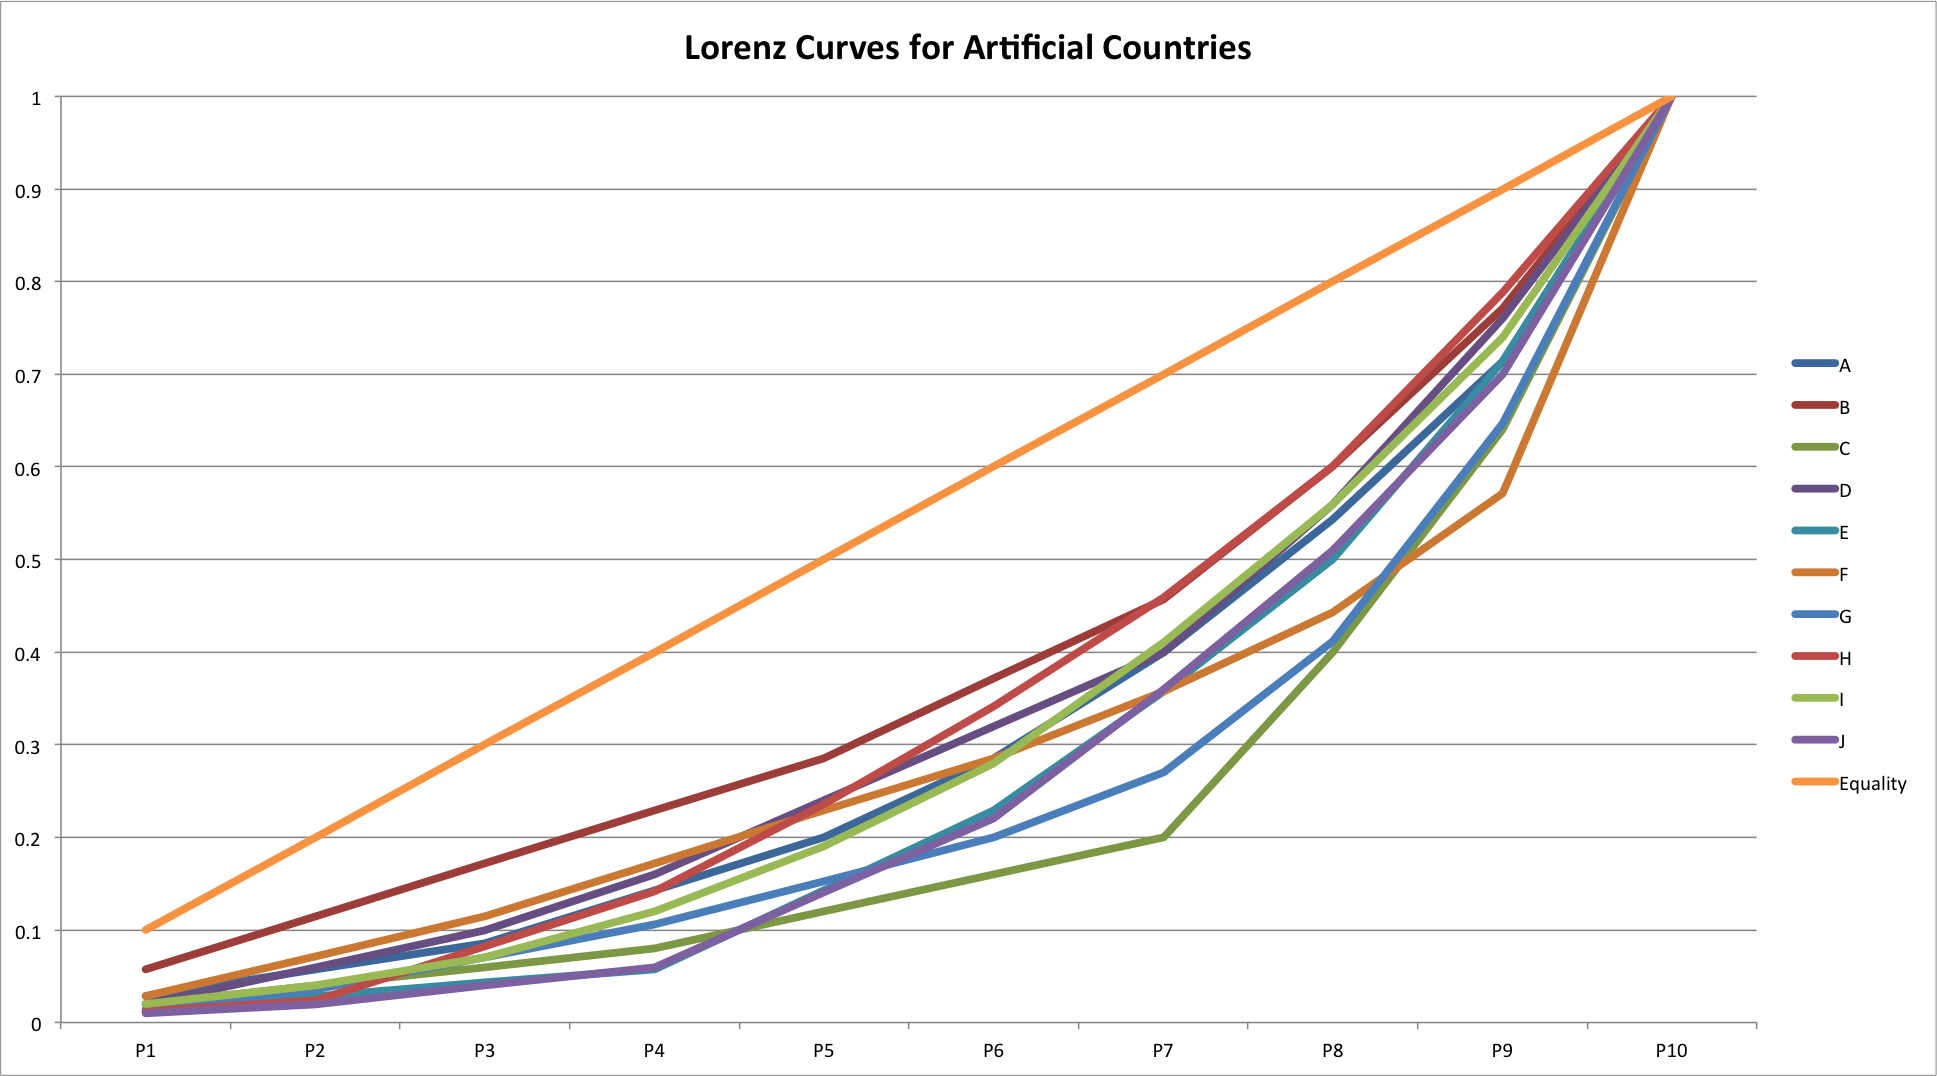 Lorenz Curves for Artificial Countries
1
0.9
0.8
0.7
0.6
0.5
0.4
0.3
0.2
0.1
0
P1 P2 P3 P4 P5 P6 P7 P8 P9 P10
A
B
C
D
E
F
G
H
I
J
Equality